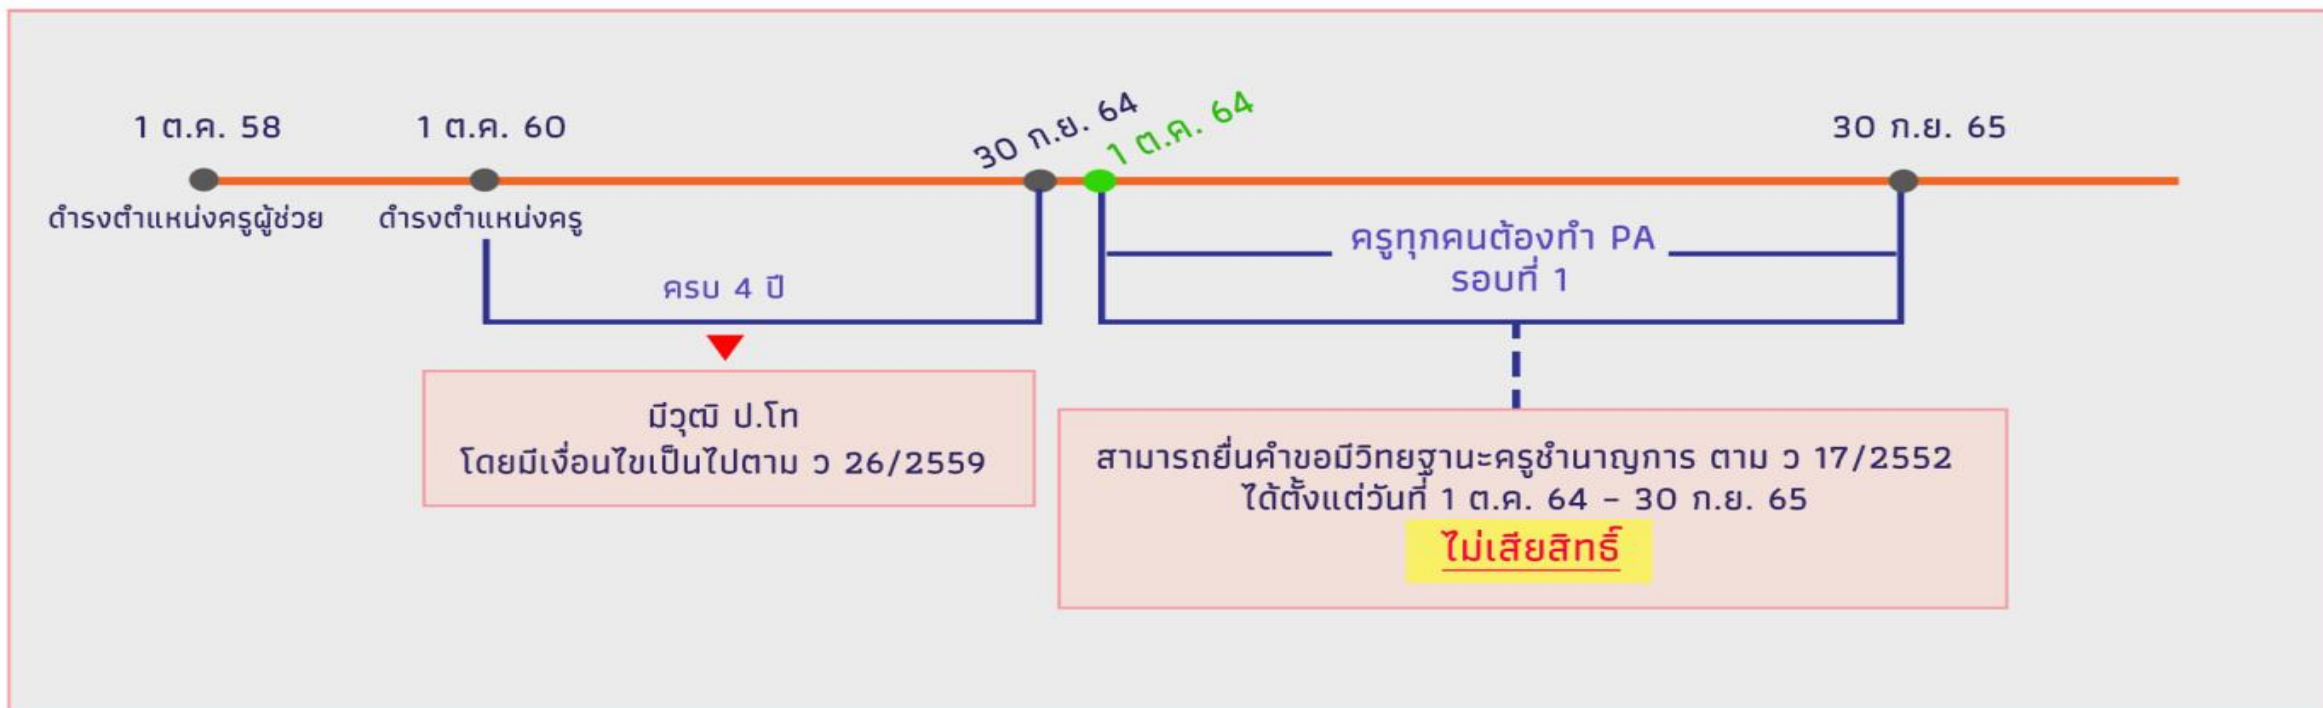 1 ต.ค. 58
1 ต.ค. 60
30 ก.ย. 64
1 ต.ค. 64
30 ก.ย. 65
ดำรงตำแหน่งครูผู้ช่วย
ดำรงตำแหน่งครู
ครบ 4 ปี
ครูทุกคนต้องทำ PA
รอบที่ 1
มีวุฒิ ป.โท
โดยมีเงื่อนไขเป็นไปตาม ว 26/2559
สามารถยื่นคำขอมีวิทยฐานะครูชำนาญการ ตาม ว 17/2552
ได้ตั้งแต่วันที่ 1 ต.ค. 64 – 30 ก.ย. 65
ไม่เสียสิทธิ์